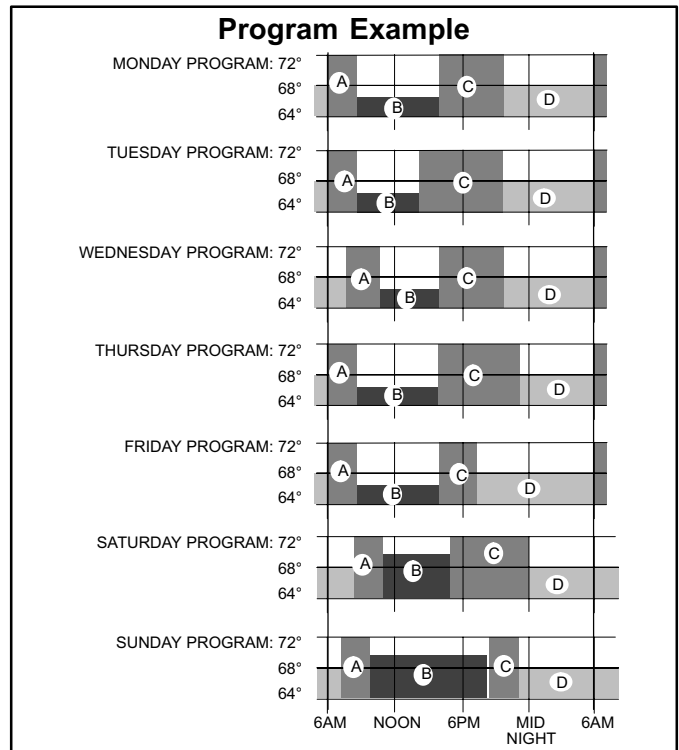 Program Example
MONDAY PROGRAM: 72°
A
C
68°
B
D
64°
TUESDAY PROGRAM: 72°
68°
A
C
B
D
64°
WEDNESDAY PROGRAM: 72°
A
C
68°
B
D
64°
THURSDAY PROGRAM: 72°
A
C
68°
B
D
64°
FRIDAY PROGRAM: 72°
A
C
68°
B
D
64°
SATURDAY PROGRAM: 72°
C
A
B
68°
D
64°
SUNDAY PROGRAM: 72°
68°
A
B
C
D
64°
6AM NOON 6PM MID 6AM
NIGHT